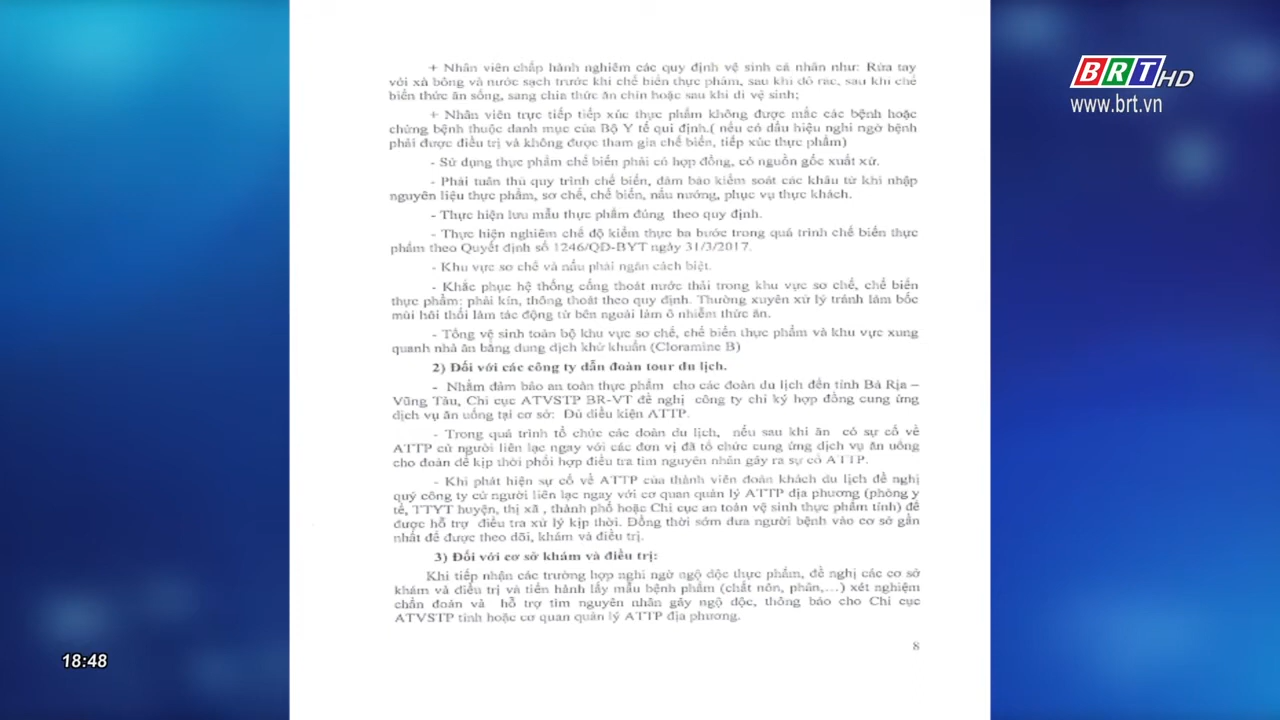 + Nhân viên chấp hành nghiêm các quy định vệ sinh cá nhân như: Rửa tay
với xà bông và nước sạch trước khi chế biến thực phẩm, sau khi đổ rác, sau khi chế
biến thức ăn sống, sang chia thức ăn chín hoặc sau khi đi vệ sinh;
+ Nhân viên trực tiếp tiếp xúc thực phẩm không được mắc các bệnh hoặc
chứng bệnh thuộc danh mục của Bộ Y tế qui định.( nếu có dấu hiệu nghi ngờ bệnh
phải được điều trị và không được tham gia chế biến, tiếp xúc thực phẩm)
- Sử dụng thực phẩm chế biến phải có hợp đồng, có nguồn gốc xuất xứ.
- Phải tuân thủ quy trình chế biến, đảm bảo kiểm soát các khâu từ khi nhập
nguyên liệu thực phẩm, sơ chế, chế biến, nấu nướng, phục vụ thực khách.
- Thực hiện lưu mẫu thực phẩm đúng theo quy định.
- Thực hiện nghiêm chế độ kiểm thực ba bước trong quá trình chế biến thực
phẩm theo Quyết định số 1246/QĐ-BYT ngày 31/3/2017.
- Khu vực sơ chế và nấu phải ngăn cách biệt.
- Khắc phục hệ thống cống thoát nước thải trong khu vực sơ chế, chế biến
thực phẩm: phải kín, thông thoát theo quy định. Thường xuyên xử lý tránh làm bốc
mùi hôi thối làm tác động từ bên ngoài làm ô nhiễm thức ăn.
- Tổng vệ sinh toàn bộ khu vực sơ chế, chế biến thực phẩm và khu vực xung
quanh nhà ăn bằng dung dịch khử khuẩn (Cloramine B)
2) Đối với các công ty dẫn đoàn tour du lịch.
- Nhằm đảm bảo an toàn thực phẩm cho các đoàn du lịch đến tỉnh Bà Rịa –
Vũng Tàu, Chi cục ATVSTP BR-VT đề nghị công ty chỉ ký hợp đồng cung ứng
dịch vụ ăn uống tại cơ sở: Đủ điều kiện ATTP.
- Trong quá trình tổ chức các đoàn du lịch, nếu sau khi ăn có sự cố về
ATTP cử người liên lạc ngay với các đơn vị đã tổ chức cung ứng dịch vụ ăn uống
cho đoàn để kịp thời phối hợp điều tra tìm nguyên nhân gây ra sự cố ATTP.
- Khi phát hiện sự cố về ATTP của thành viên đoàn khách du lịch đề nghị
quý công ty cử người liên lạc ngay với cơ quan quản lý ATTP địa phương (phòng y
tế, TTYT huyện, thị xã , thành phố hoặc Chi cục an toàn vệ sinh thực phẩm tỉnh) để
được hỗ trợ điều tra xử lý kịp thời. Đồng thời sớm đưa người bệnh vào cơ sở gần
nhất để được theo dõi, khám và điều trị.
3) Đối với cơ sở khám và điều trị:
Khi tiếp nhận các trường hợp nghi ngờ ngộ độc thực phẩm, đề nghị các cơ sở
khám và điều trị và tiến hành lấy mẫu bệnh phẩm (chất nôn, phân,...) xét nghiệm
chẩn đoán và hỗ trợ tìm nguyên nhân gây ngộ độc, thông báo cho Chi cục
ATVSTP tỉnh hoặc cơ quan quản lý ATTP địa phương.
8
BRT HD
www.brt.vn
18:48